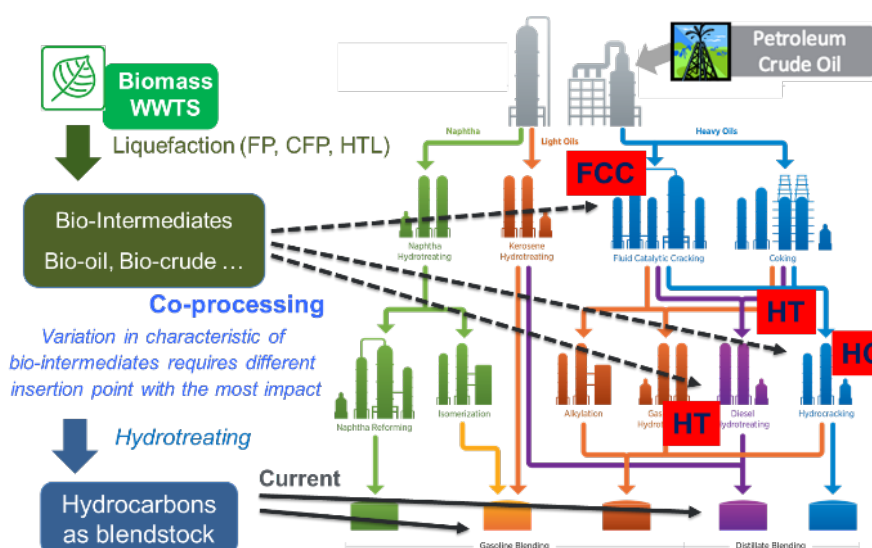 Petroleum
Crude Oil
Biomass
WWTS
Liquefaction (FP, CFP, HTL)
Naphtha
Light Oils
Heavy Oils
FCC
Bio-Intermediates
Bio-oil, Bio-crude ...
Naphtha
Hydrotreating
Kerosene
Hydrotreating
Fluid Catalytic Cracking
Coking
Co-processing
HT
Variation in characteristic of
bio-intermediates requires different
insertion point with the most impact
HC
Naphtha Reforming
Isomerization
Alkylation
Gas
Hydrot
HT
Diesel
Hydrotreating
Hydrocracking
Hydrotreating
Current
Hydrocarbons
as blendstock
Gasoline Blending
Distillate Blending